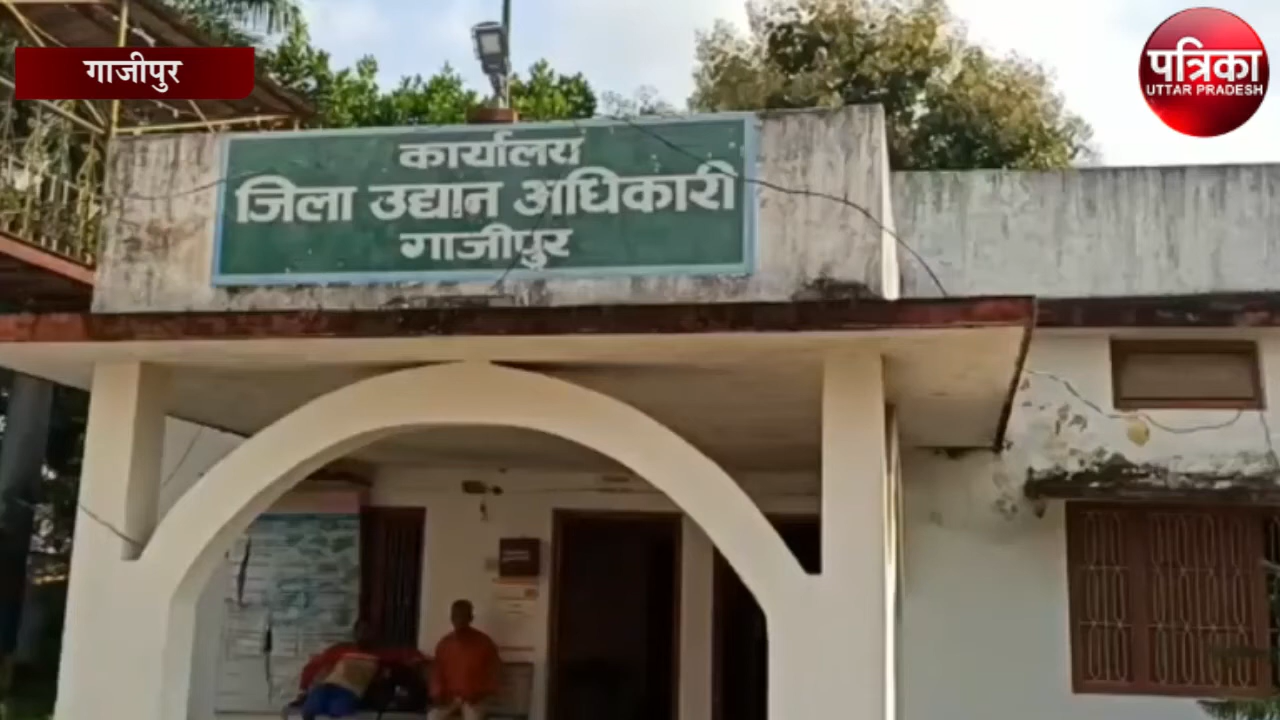 गाजीपुर
पत्रिका
UTTAR PRADESH
कार्यालय
जिला उद्यान अधिकारी
गाजीपुर